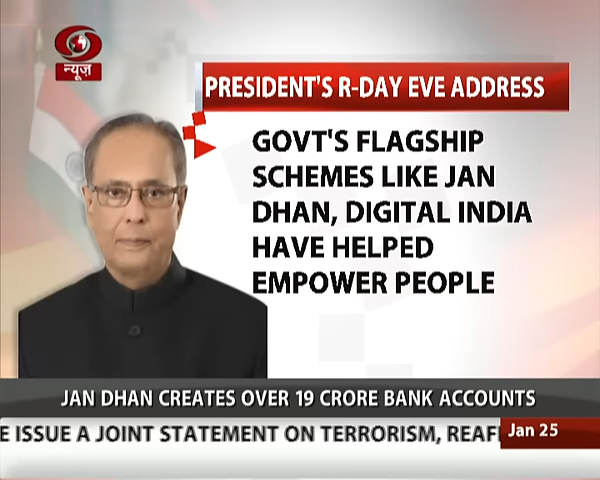 न्यूज़
PRESIDENT'S R-DAY EVE ADDRESS
GOVT'S FLAGSHIP
SCHEMES LIKE JAN
DHAN, DIGITAL INDIA
HAVE HELPED
EMPOWER PEOPLE
JAN DHAN CREATES OVER 19 CRORE BANK ACCOUNTS
E ISSUE A JOINT STATEMENT ON TERRORISM, REAF
Jan 25